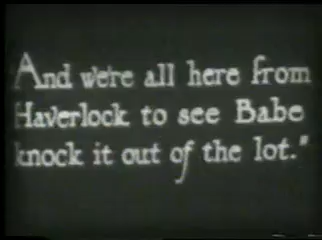 And we're all here from
Haverlock to see Babe
knock it out of the lot."